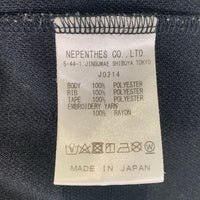 NEPENTHES CO., LTD.
5-44-1, JINGUMAE SHIBUYA TOKYO
J0214
BODY 100% POLYESTER
RIB 100% POLYESTER
TAPE 100% POLYESTER
EMBROIDERY YARN
100% RAYON
MADE IN JAPAN